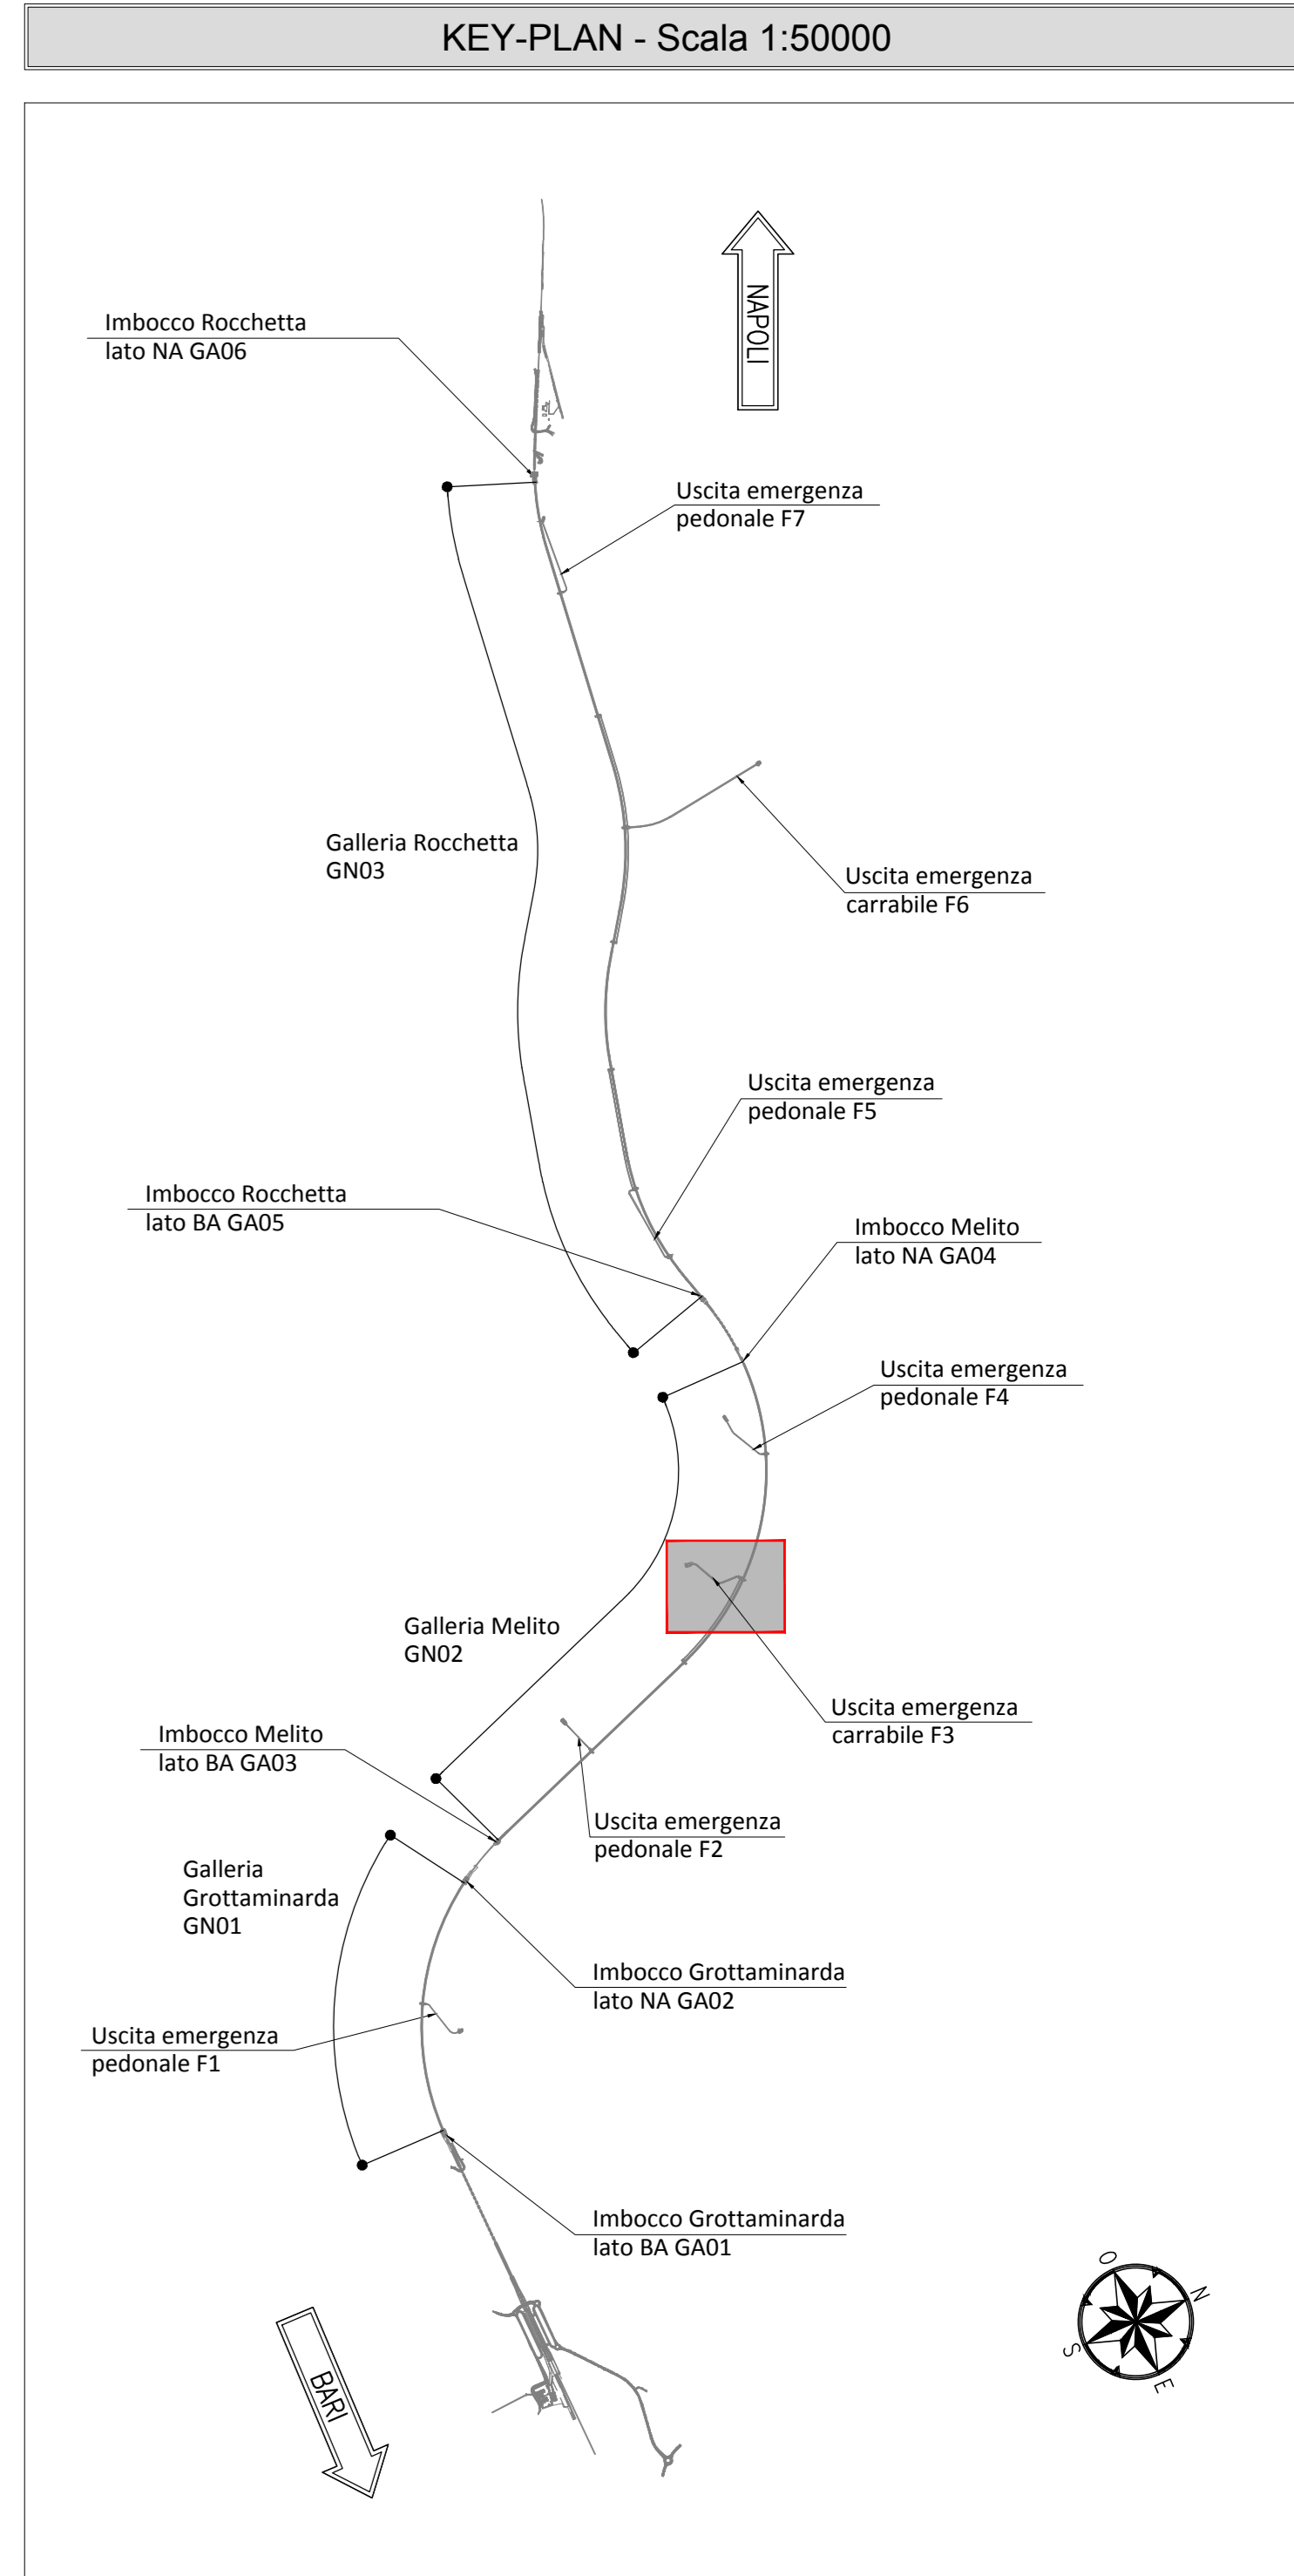 KEY-PLAN - Scala 1:50000
NAPOLI
Imbocco Rocchetta
lato NA GA06
Uscita emergenza
pedonale F7
Galleria Rocchetta
GN03
Uscita emergenza
carrabile F6
Uscita emergenza
pedonale F5
Imbocco Rocchetta
lato BA GA05
Imbocco Melito
lato NA GA04
Uscita emergenza
pedonale F4
Galleria Melito
GN02
Uscita emergenza
carrabile F3
Imbocco Melito
lato BA GA03
Uscita emergenza
pedonale F2
Galleria
Grottaminarda
GN01
Imbocco Grottaminarda
lato NA GA02
Uscita emergenza
pedonale F1
Imbocco Grottaminarda
lato BA GA01
O
N
S
E
BARI